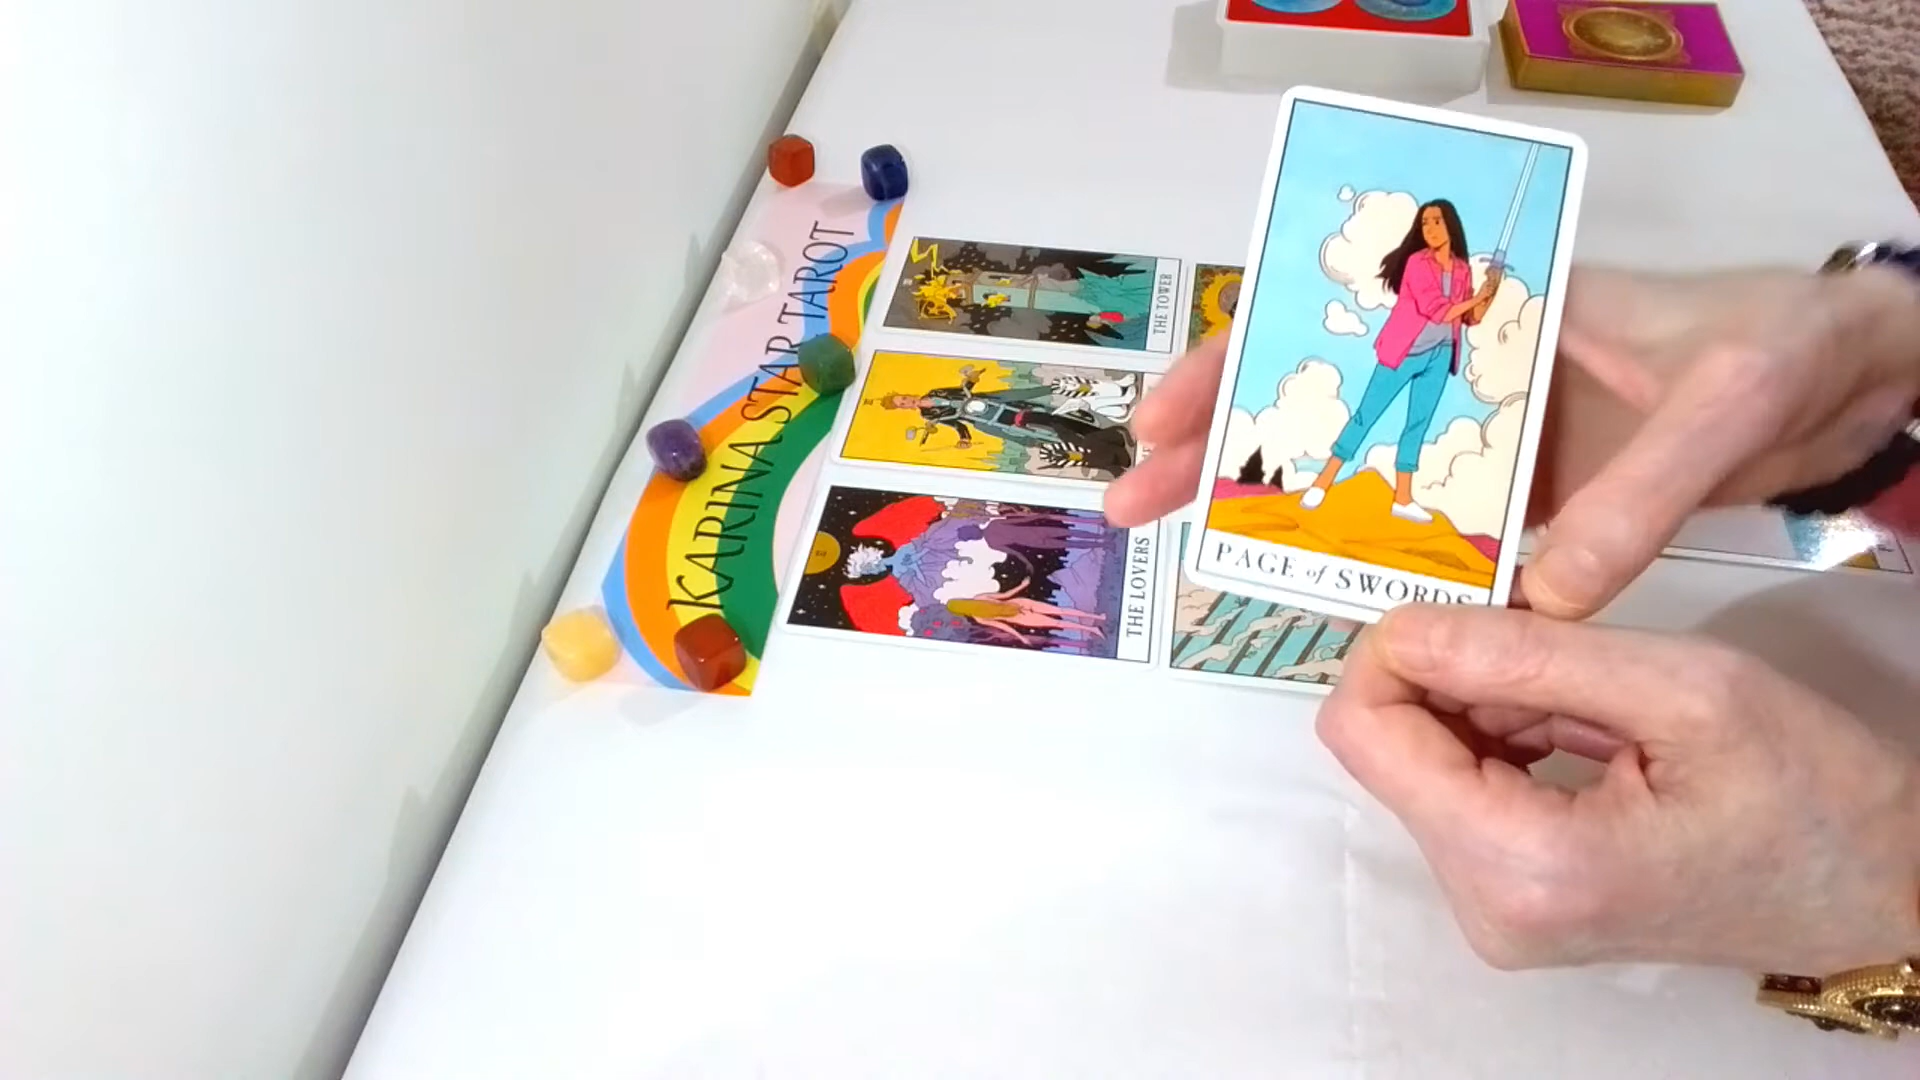 KARINA STAR TAROT
THE TOWER
THE LOVERS
PAGE of SWORDS